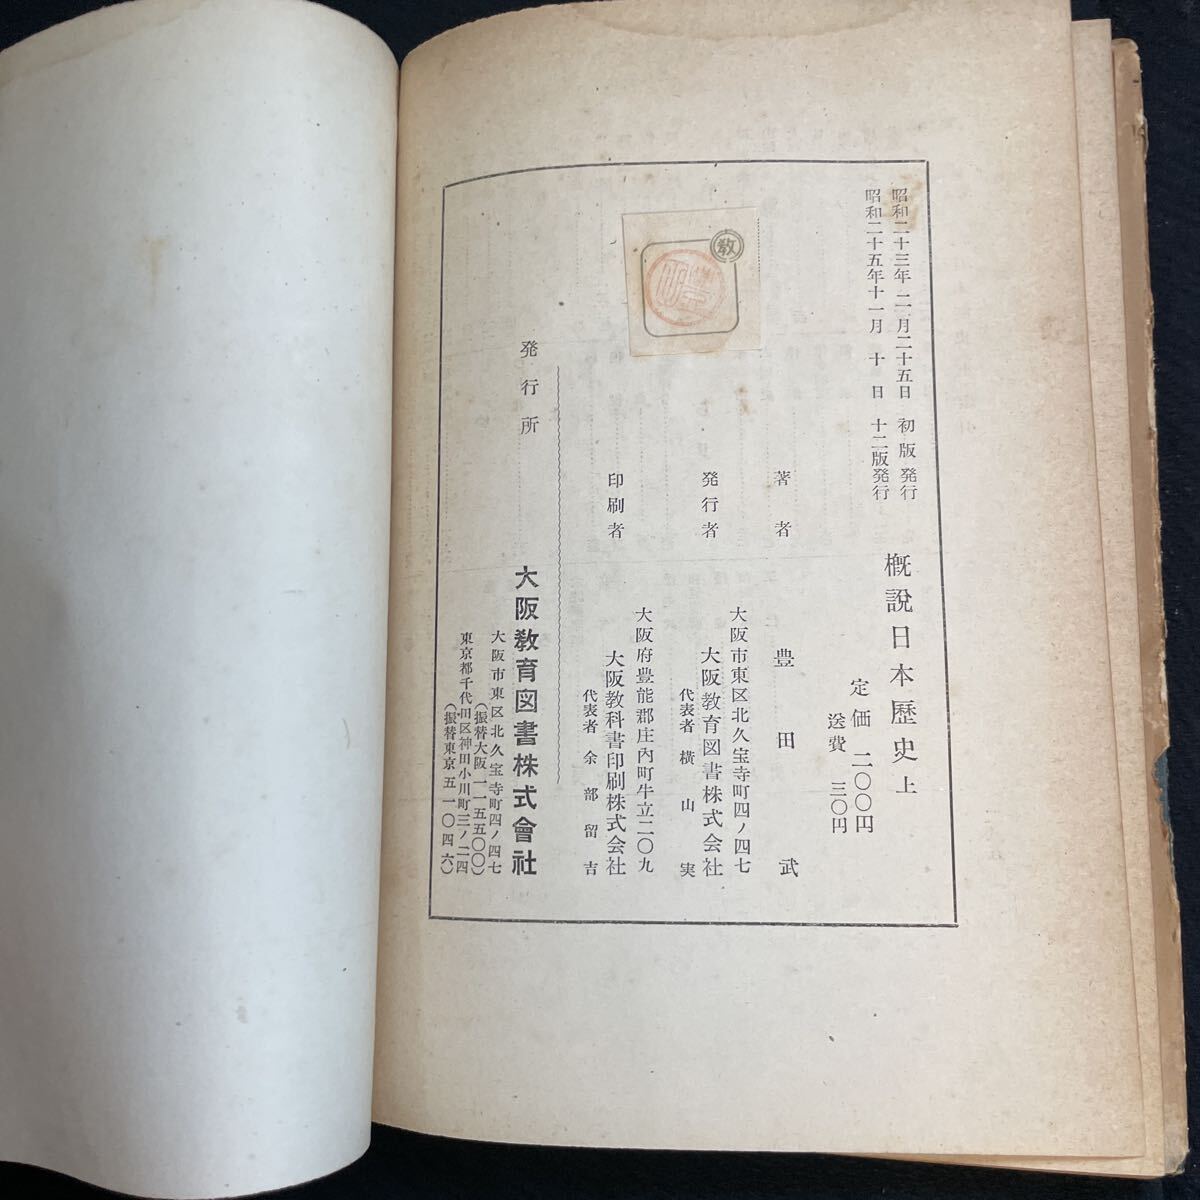 昭和二十三年 二月二十五日 初版発行
昭和二十五年十一月 十 日 十二版発行
概説日本歴史上
定価 二〇〇円
送費 三〇円
教
著者 豊田武
大阪市東区北久宝寺町四ノ四七
発行者 大阪教育図書株式会社
代表者 横山実
大阪府豊能郡庄内町牛立二〇九
印刷者 大阪教科書印刷株式会社
代表者 余部留吉
発行所 大阪教育図書株式會社
大阪市東区北久宝寺町四ノ四七
(振替大阪一一五五〇〇)
東京都千代田区神田小川町三ノ二四
(振替東京五一〇四六)